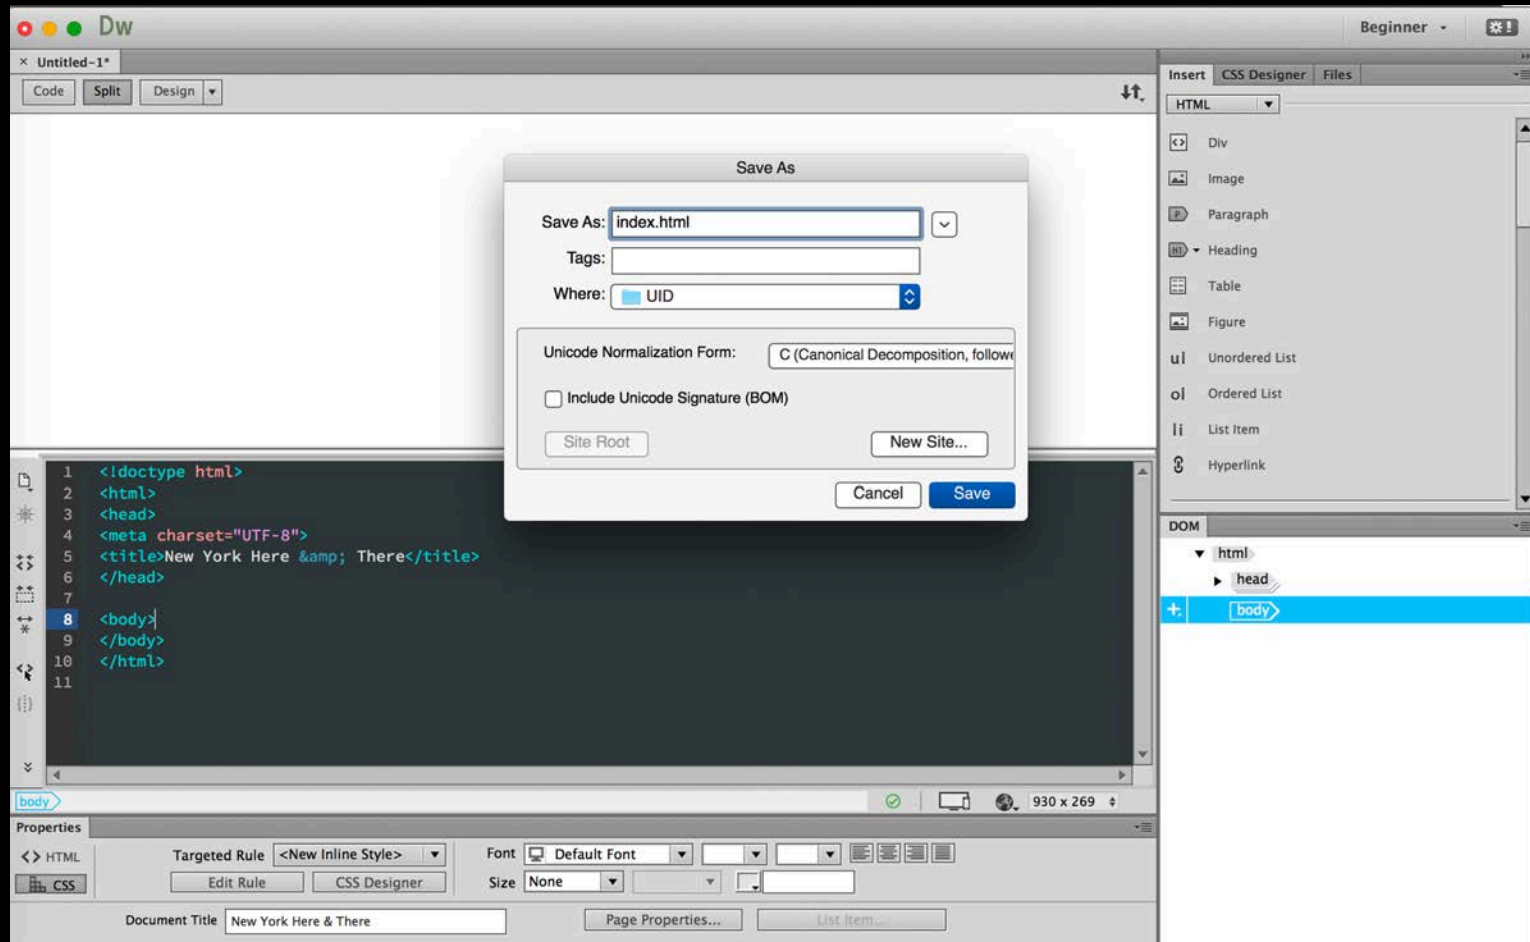 Dw
Beginner
× Untitled-1*
Code Split Design
Insert CSS Designer Files
HTML
Div
Image
Paragraph
Heading
Table
Figure
ul Unordered List
ol Ordered List
li List Item
Hyperlink
Save As
Save As: index.html
Tags:
Where: UID
Unicode Normalization Form: C (Canonical Decomposition, followe
Include Unicode Signature (BOM)
Site Root New Site...
Cancel Save
1 <!doctype html>
2 <html>
3 <head>
4 <meta charset="UTF-8">
5 <title>New York Here &amp; There</title>
6 </head>
7
8 <body>
9 </body>
10 </html>
11
DOM
html
head
body
body
930 x 269
Properties
<> HTML Targeted Rule <New Inline Style> Font Default Font
CSS Edit Rule CSS Designer Size None
Document Title New York Here & There Page Properties... List Item...